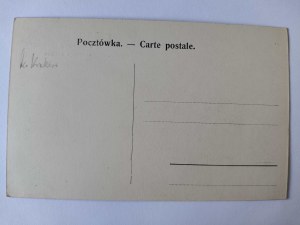 Pocztówka. — Carte postale.